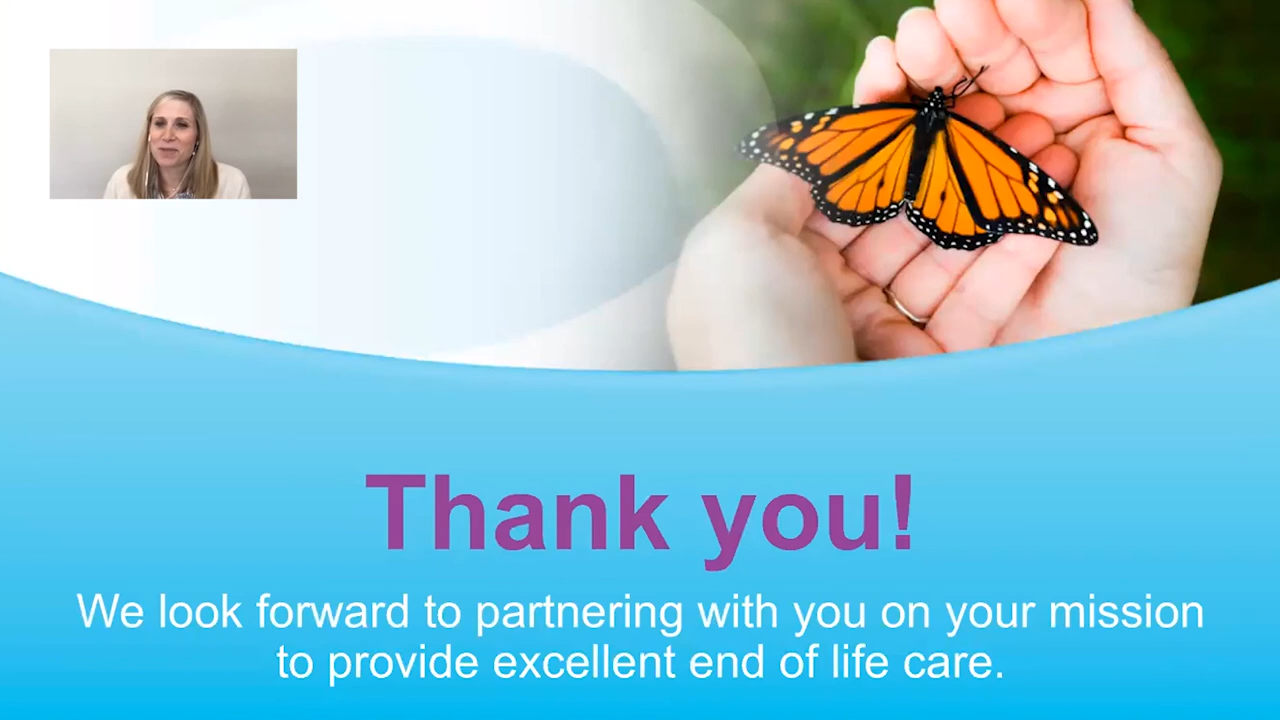 Thank you!
We look forward to partnering with you on your mission
to provide excellent end of life care.